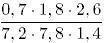 0,7 · 1,8 · 2,6
7,2 · 7,8 · 1,4